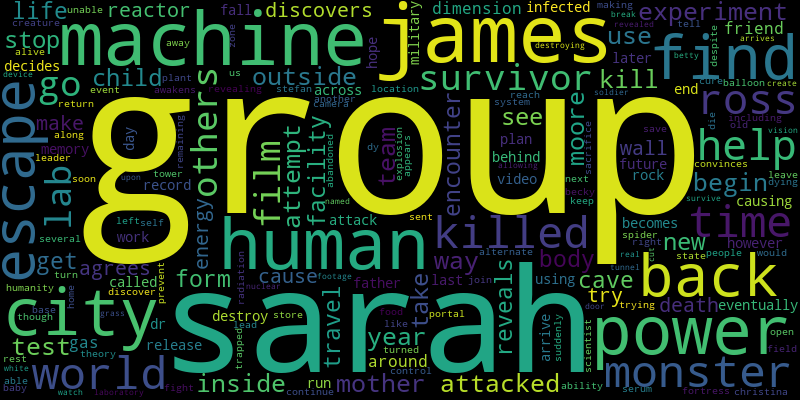 group
sarah
machine
james
find
human
city
power
back
escape
time
help
world
monster
killed
ross
survivor
others
film
lab
go
life
reactor
discovers
dimension
infected
experiment
stop
child
outside
use
friend
decides
kill
later
despite
tell
making
break
revealed
arrives
betty
cure
balloon
create
unable
fall
zone
away
creature
alive
device
plant
us
across
hope
military
destroying
event
awakens
revealing
stefan
another
camera
location
reach
system
soldier
end
return
make
along
memory
leader
soon
day
upon
tower
record
remaining
attempt
facility
abandoned
team
explosion
appears
dy
encounter
see
plan
behind
video
moore
sacrifice
wall
future
rock
die
save
including
old
vision
convinces
dying
leave
survive
begin
causing
allowing
named
next
becky
keep
several
left
self
work
energy
attack
sent
alternate
way
body
becomes
spider
new
however
right
state
people
would
real
cut
tunnel
get
agrees
turn
called
discover
prevent
home
humanity
though
base
form
cause
using
footage
nuclear
radiation
father
take
last
join
reveals
cave
try
trying
death
eventually
door
test
gas
dr
release
theory
destroy
store
lead
trapped
travel
food
like
portal
year
turned
control
around
arrive
suddenly
scientist
open
field
rest
white
able
baby
watch
laboratory
fight
inside
run
continue
mother
attacked
ability
serum
fortress
christina
grass